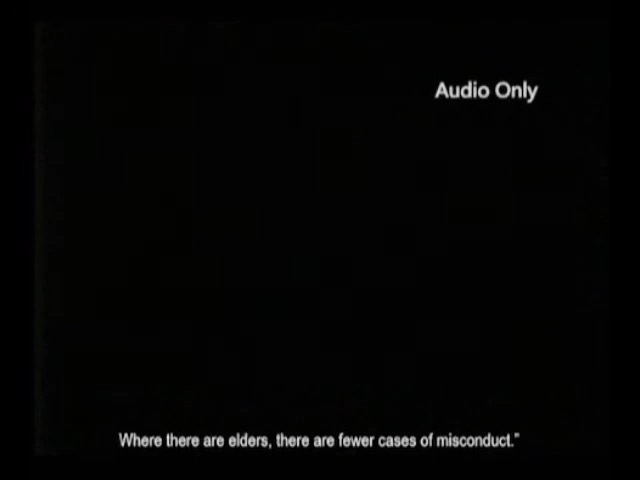 Audio Only
Where there are elders, there are fewer cases of misconduct.”